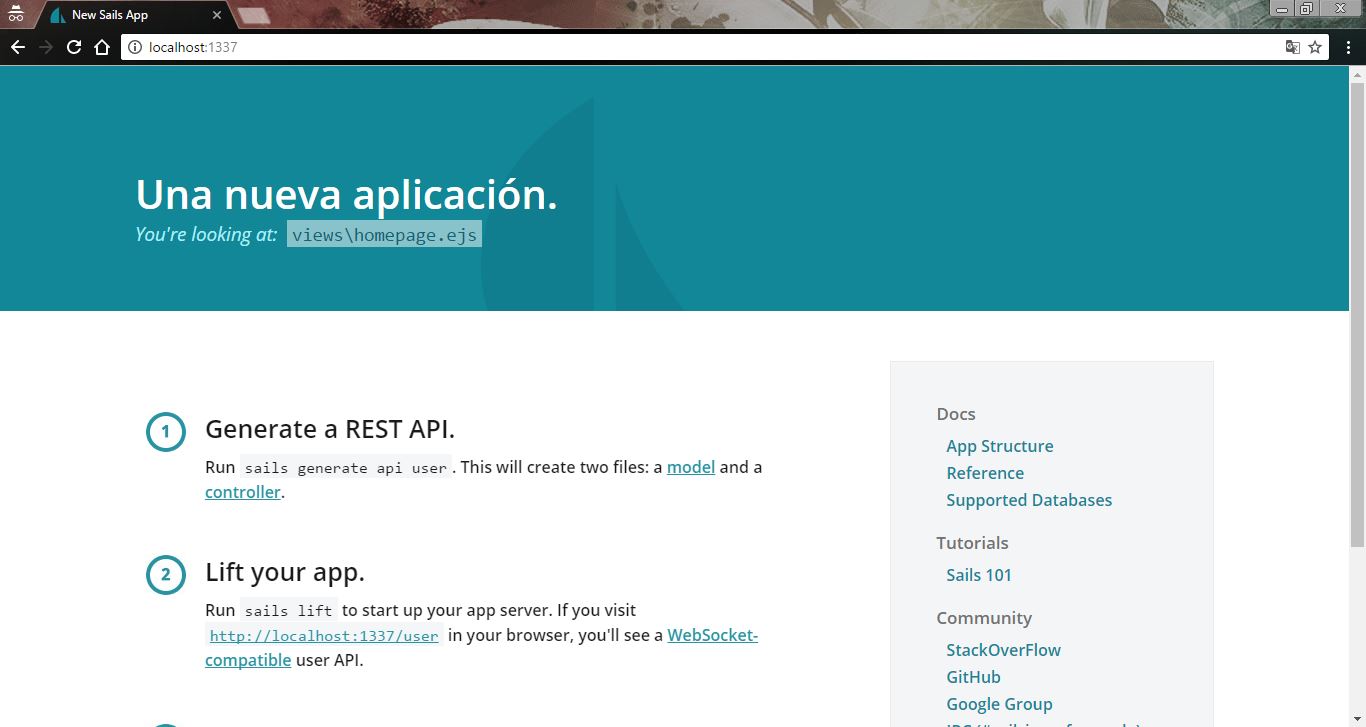 New Sails App
localhost:1337
Una nueva aplicación.
You're looking at: views\homepage.ejs
1 Generate a REST API.
Run sails generate api user. This will create two files: a model and a
controller.
2 Lift your app.
Run sails lift to start up your app server. If you visit
http://localhost:1337/user in your browser, you'll see a WebSocket-
compatible user API.
Docs
App Structure
Reference
Supported Databases
Tutorials
Sails 101
Community
StackOverFlow
GitHub
Google Group